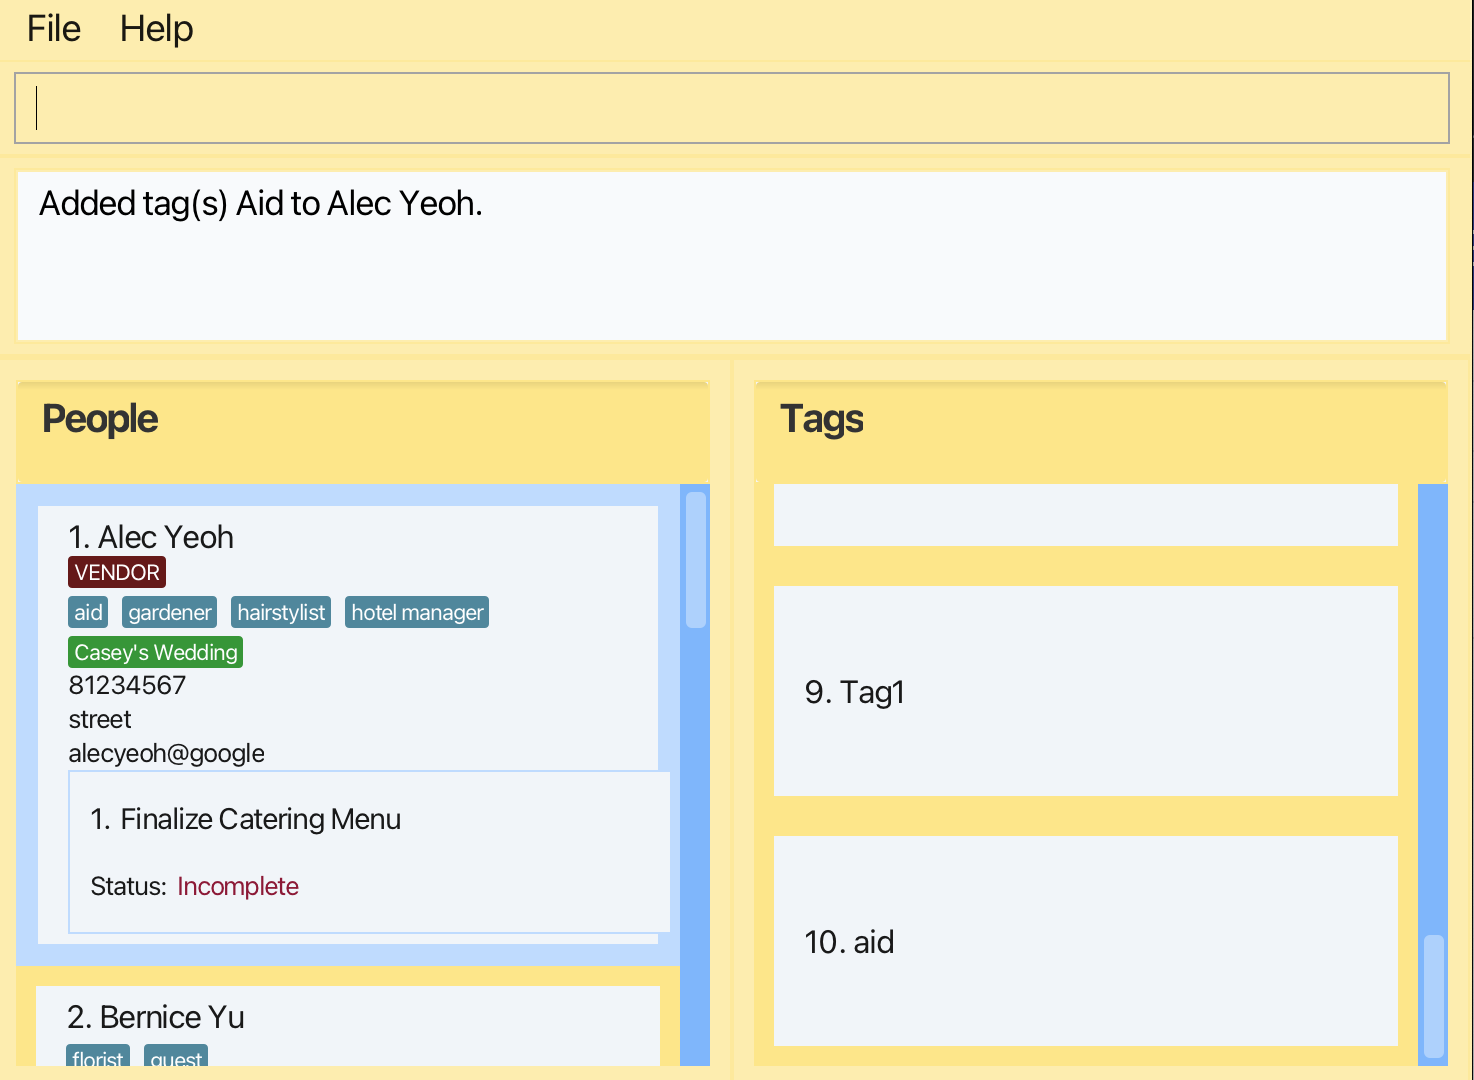 File Help
Added tag(s) Aid to Alec Yeoh.
People
1. Alec Yeoh
VENDOR
aid gardener hairstylist hotel manager
Casey's Wedding
81234567
street
alecyeoh@google
1. Finalize Catering Menu
Status: Incomplete
2. Bernice Yu
florist guest
Tags
9. Tag1
10. aid